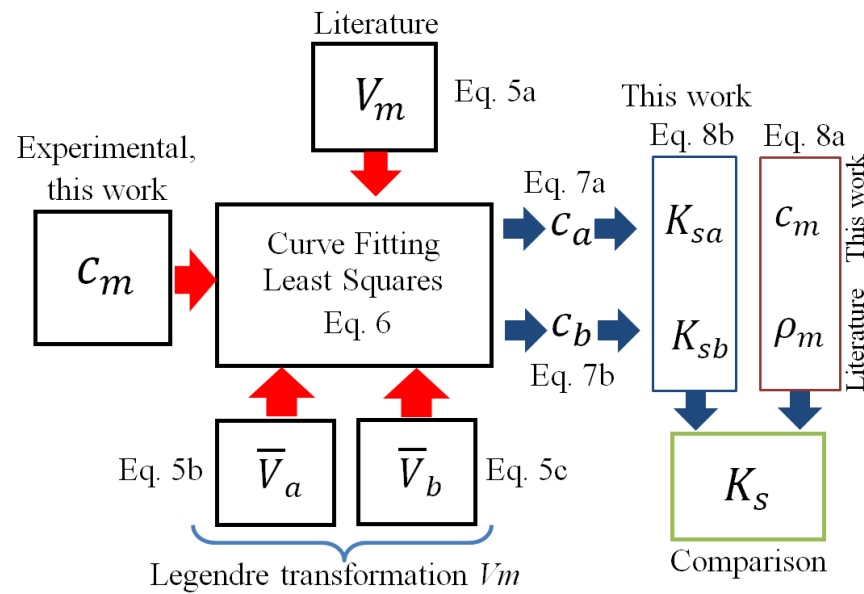 Literature
V_m
Eq. 5a
Experimental,
this work
c_m
Curve Fitting
Least Squares
Eq. 6
Eq. 7a
c_a
c_b
Eq. 7b
Eq. 5b
V̅_a
V̅_b
Eq. 5c
Legendre transformation Vm
This work
Eq. 8b
Eq. 8a
K_sa
K_sb
c_m
ρ_m
This work
Literature
K_s
Comparison